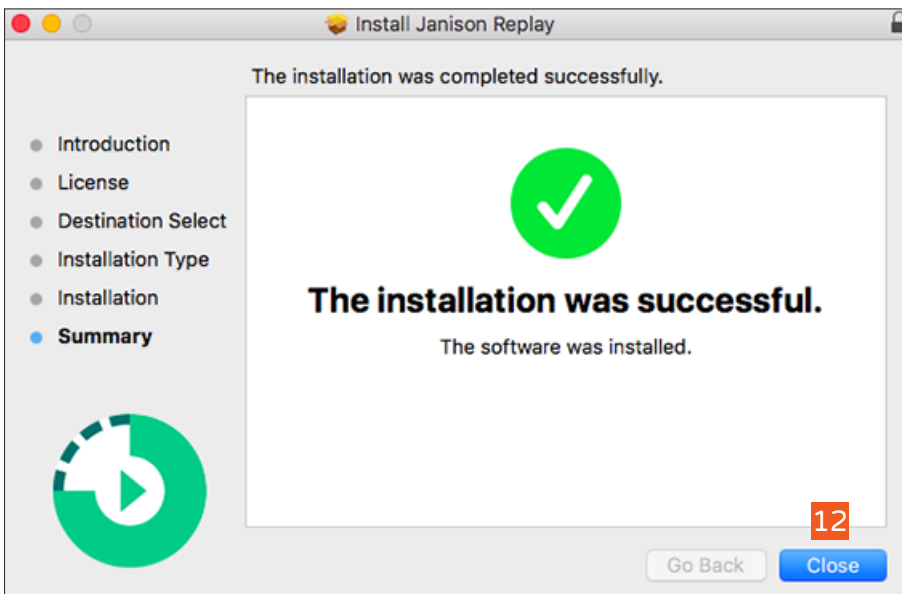 Install Janison Replay
The installation was completed successfully.
Introduction
License
Destination Select
Installation Type
Installation
Summary
The installation was successful.
The software was installed.
12
Go Back
Close